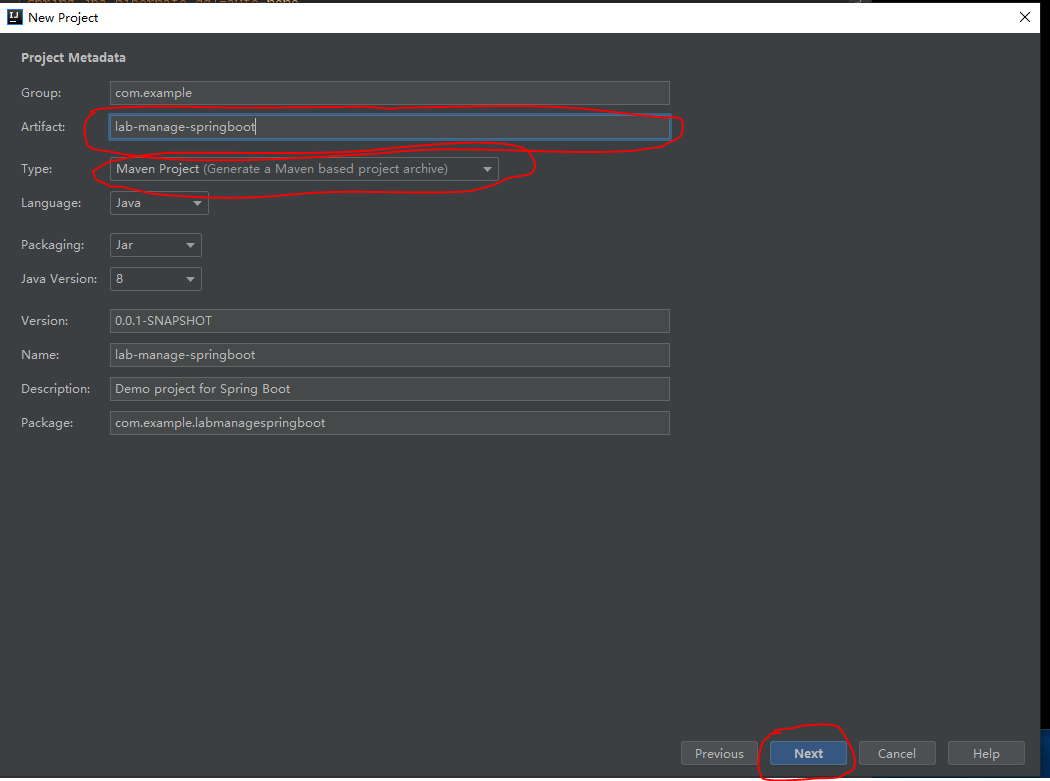 New Project
Project Metadata
Group: com.example
Artifact: lab-manage-springboot
Type: Maven Project (Generate a Maven based project archive)
Language: Java
Packaging: Jar
Java Version: 8
Version: 0.0.1-SNAPSHOT
Name: lab-manage-springboot
Description: Demo project for Spring Boot
Package: com.example.labmanagespringboot
Previous Next Cancel Help